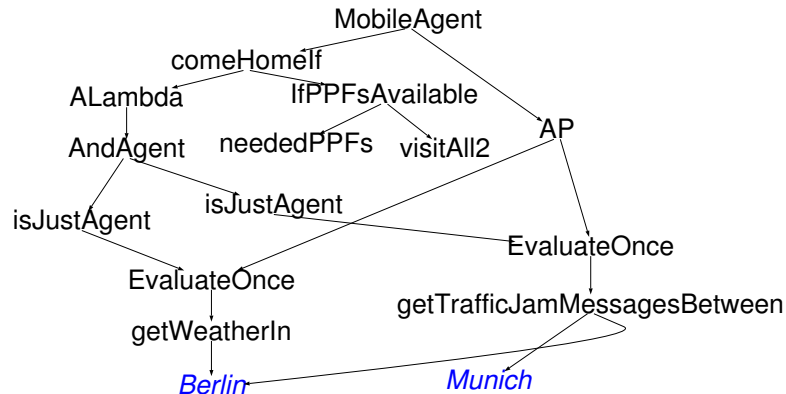 MobileAgent
comeHomeIf
ALambda
IfPPFsAvailable
AP
AndAgent
neededPPFs
visitAll2
isJustAgent
isJustAgent
EvaluateOnce
EvaluateOnce
getTrafficJamMessagesBetween
getWeatherIn
Berlin
Munich